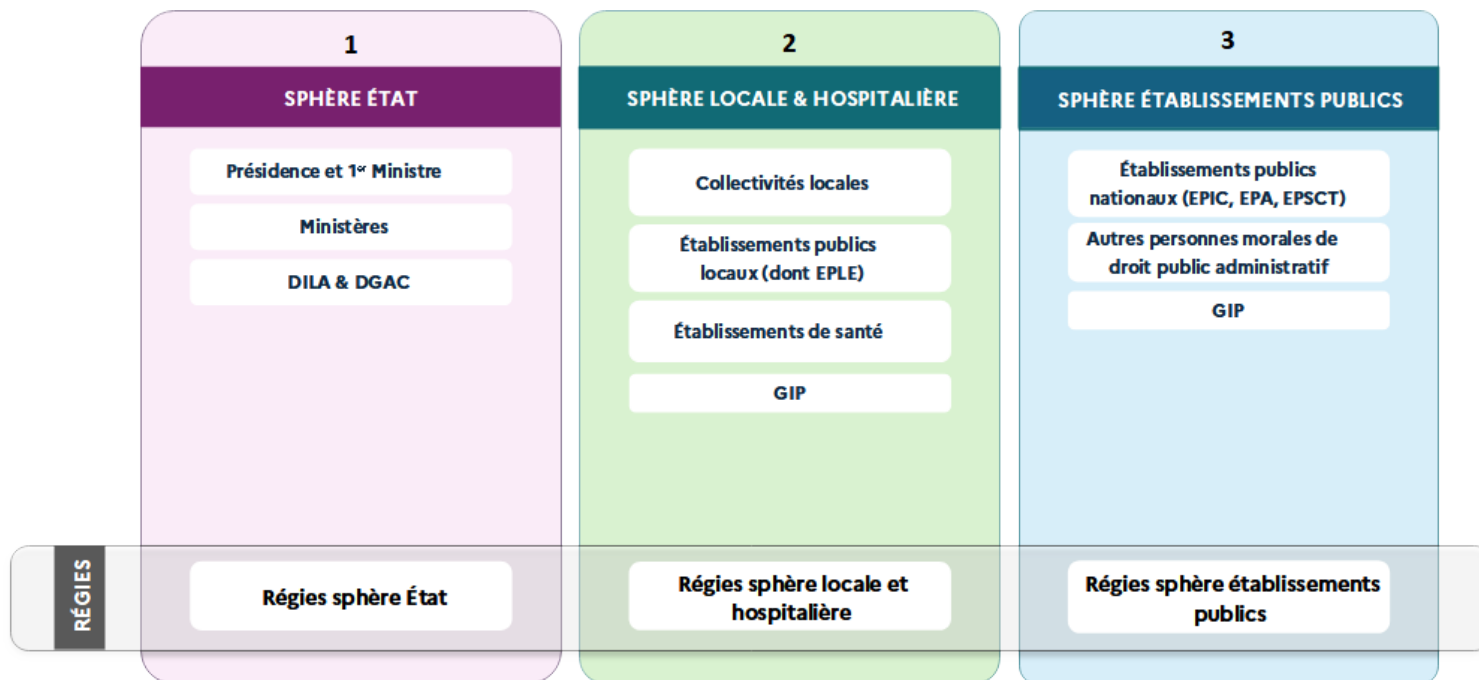 1
SPHÈRE ÉTAT
Présidence et 1er Ministre
Ministères
DILA & DGAC
2
SPHÈRE LOCALE & HOSPITALIÈRE
Collectivités locales
Établissements publics
locaux (dont EPLE)
Établissements de santé
GIP
3
SPHÈRE ÉTABLISSEMENTS PUBLICS
Établissements publics
nationaux (EPIC, EPA, EPSCT)
Autres personnes morales de
droit public administratif
GIP
RÉGIES
Régies sphère État
Régies sphère locale et
hospitalière
Régies sphère établissements
publics